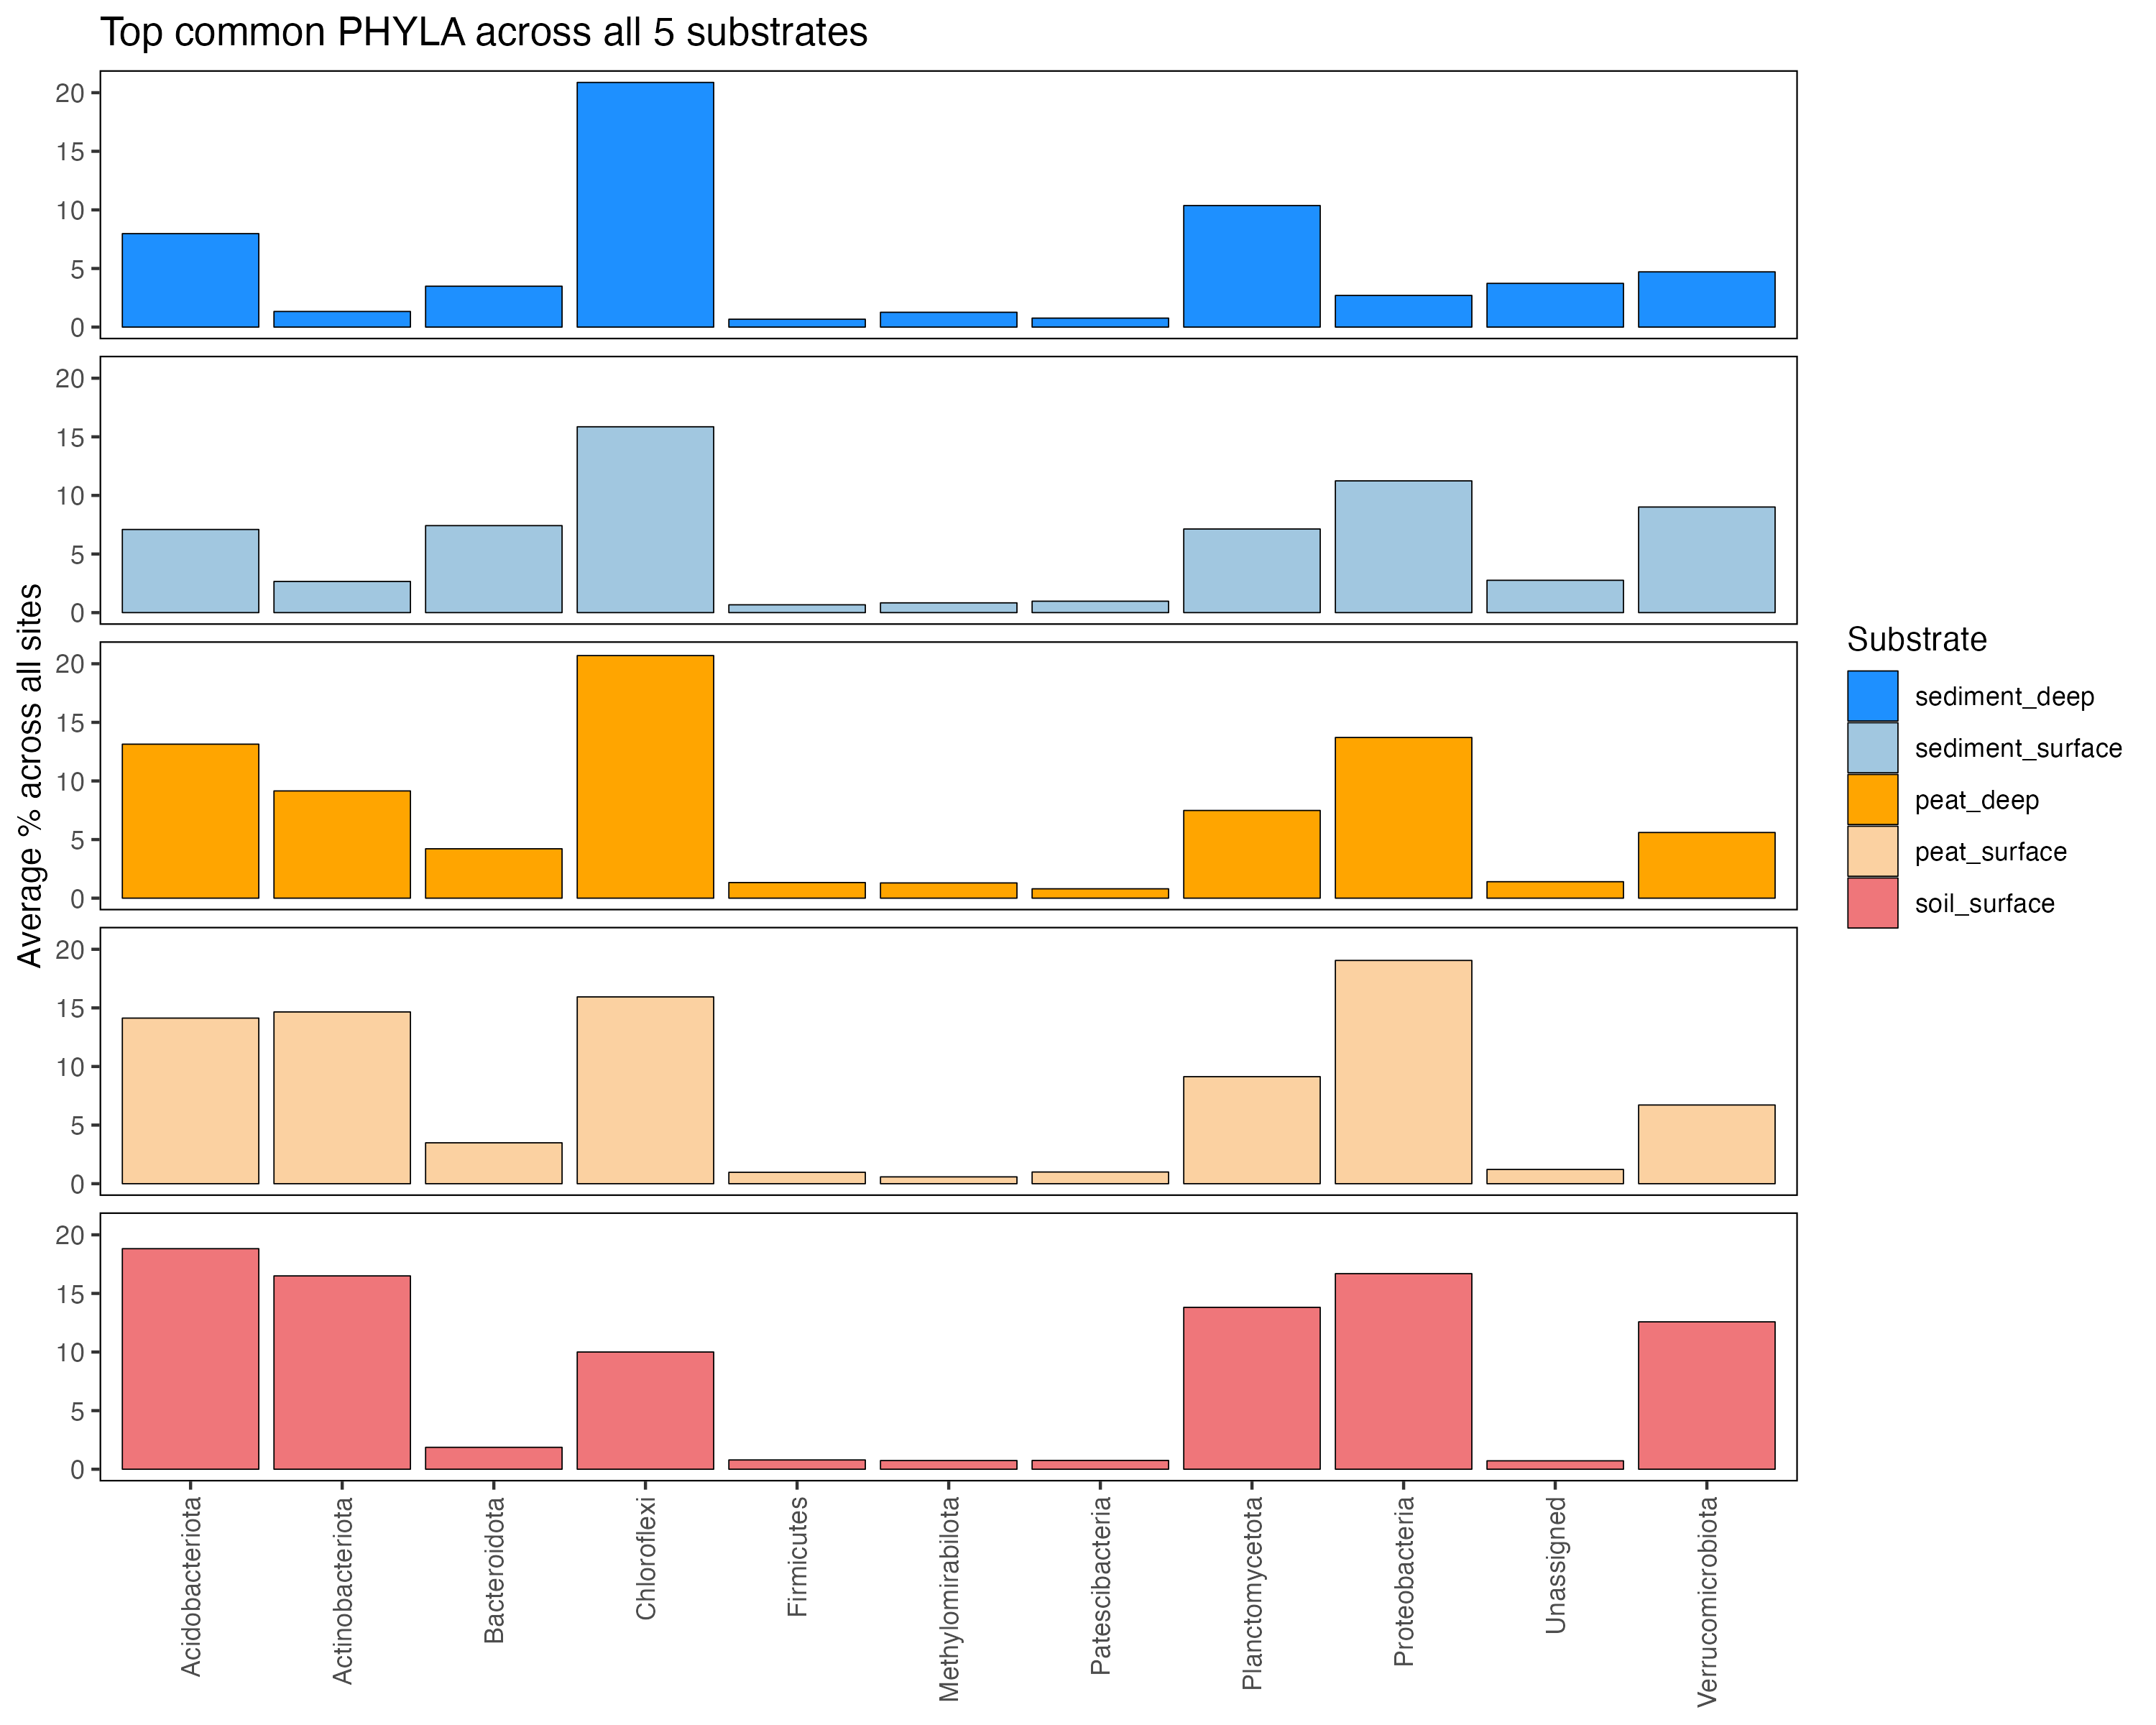 Top common PHYLA across all 5 substrates
Average % across all sites
20
15
10
5
0
20
15
10
5
0
20
15
10
5
0
20
15
10
5
0
20
15
10
5
0
Acidobacteriota
Actinobacteriota
Bacteroidota
Chloroflexi
Firmicutes
Methylomirabilota
Patescibacteria
Planctomycetota
Proteobacteria
Unassigned
Verrucomicrobiota
Substrate
sediment_deep
sediment_surface
peat_deep
peat_surface
soil_surface